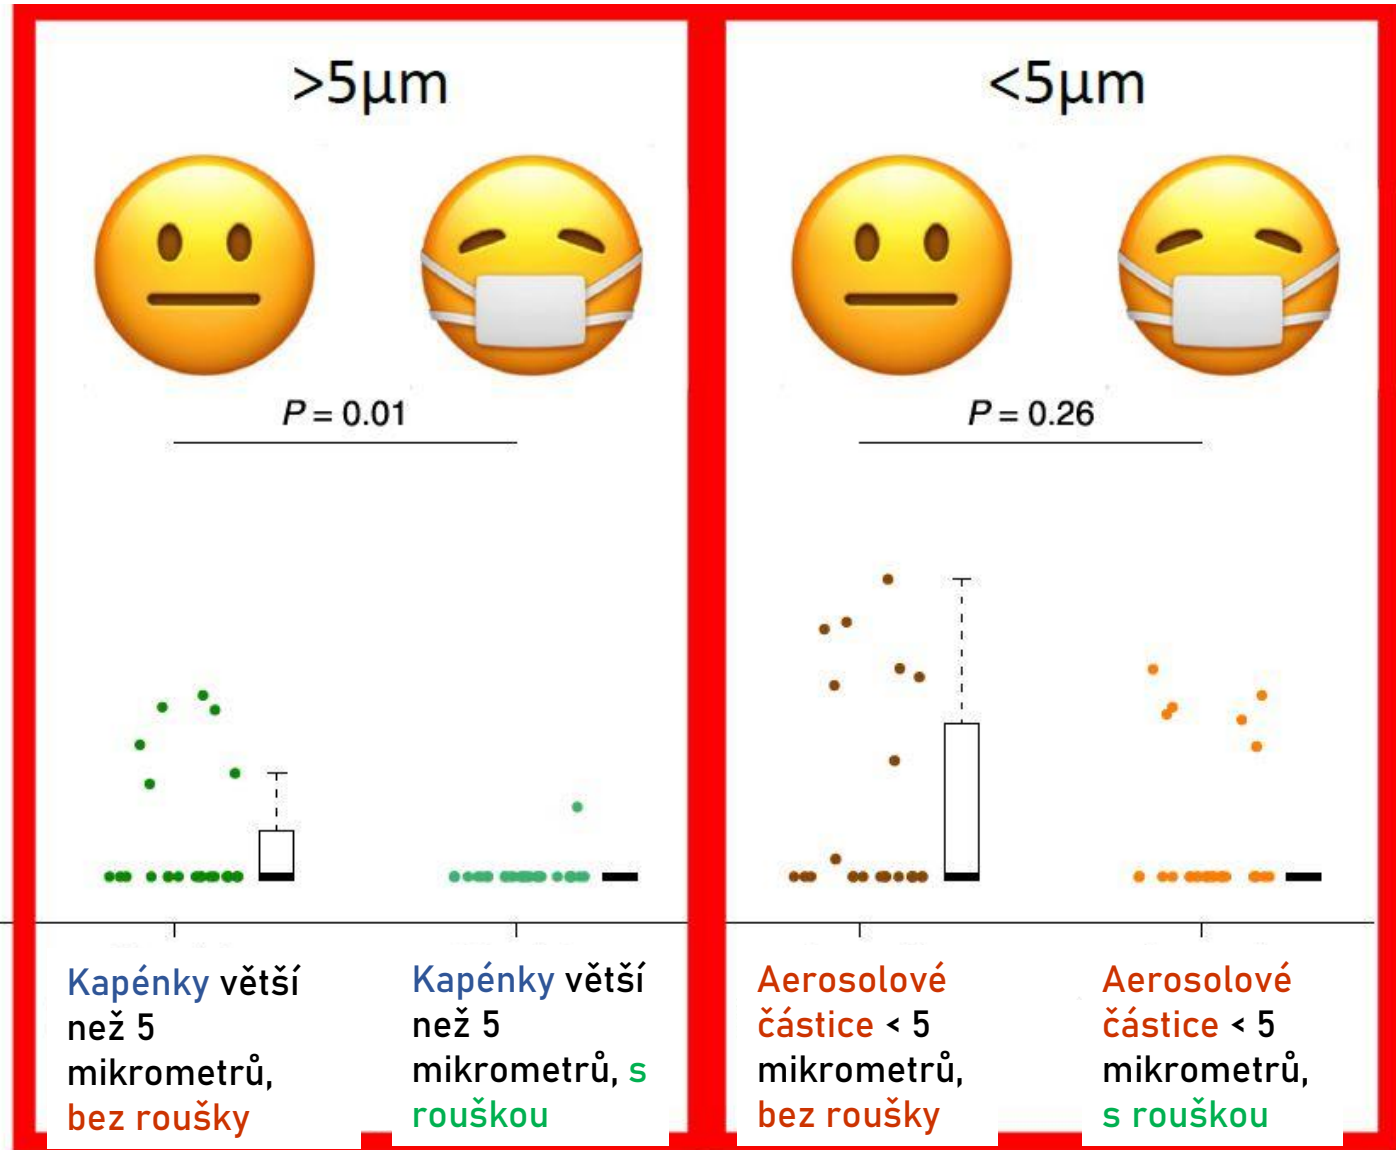 >5μm
<5μm
P = 0.01
P = 0.26
Kapénky větší
než 5
mikrometrů,
bez roušky
Kapénky větší
než 5
mikrometrů, s
rouškou
Aerosolové
částice < 5
mikrometrů,
bez roušky
Aerosolové
částice < 5
mikrometrů,
s rouškou